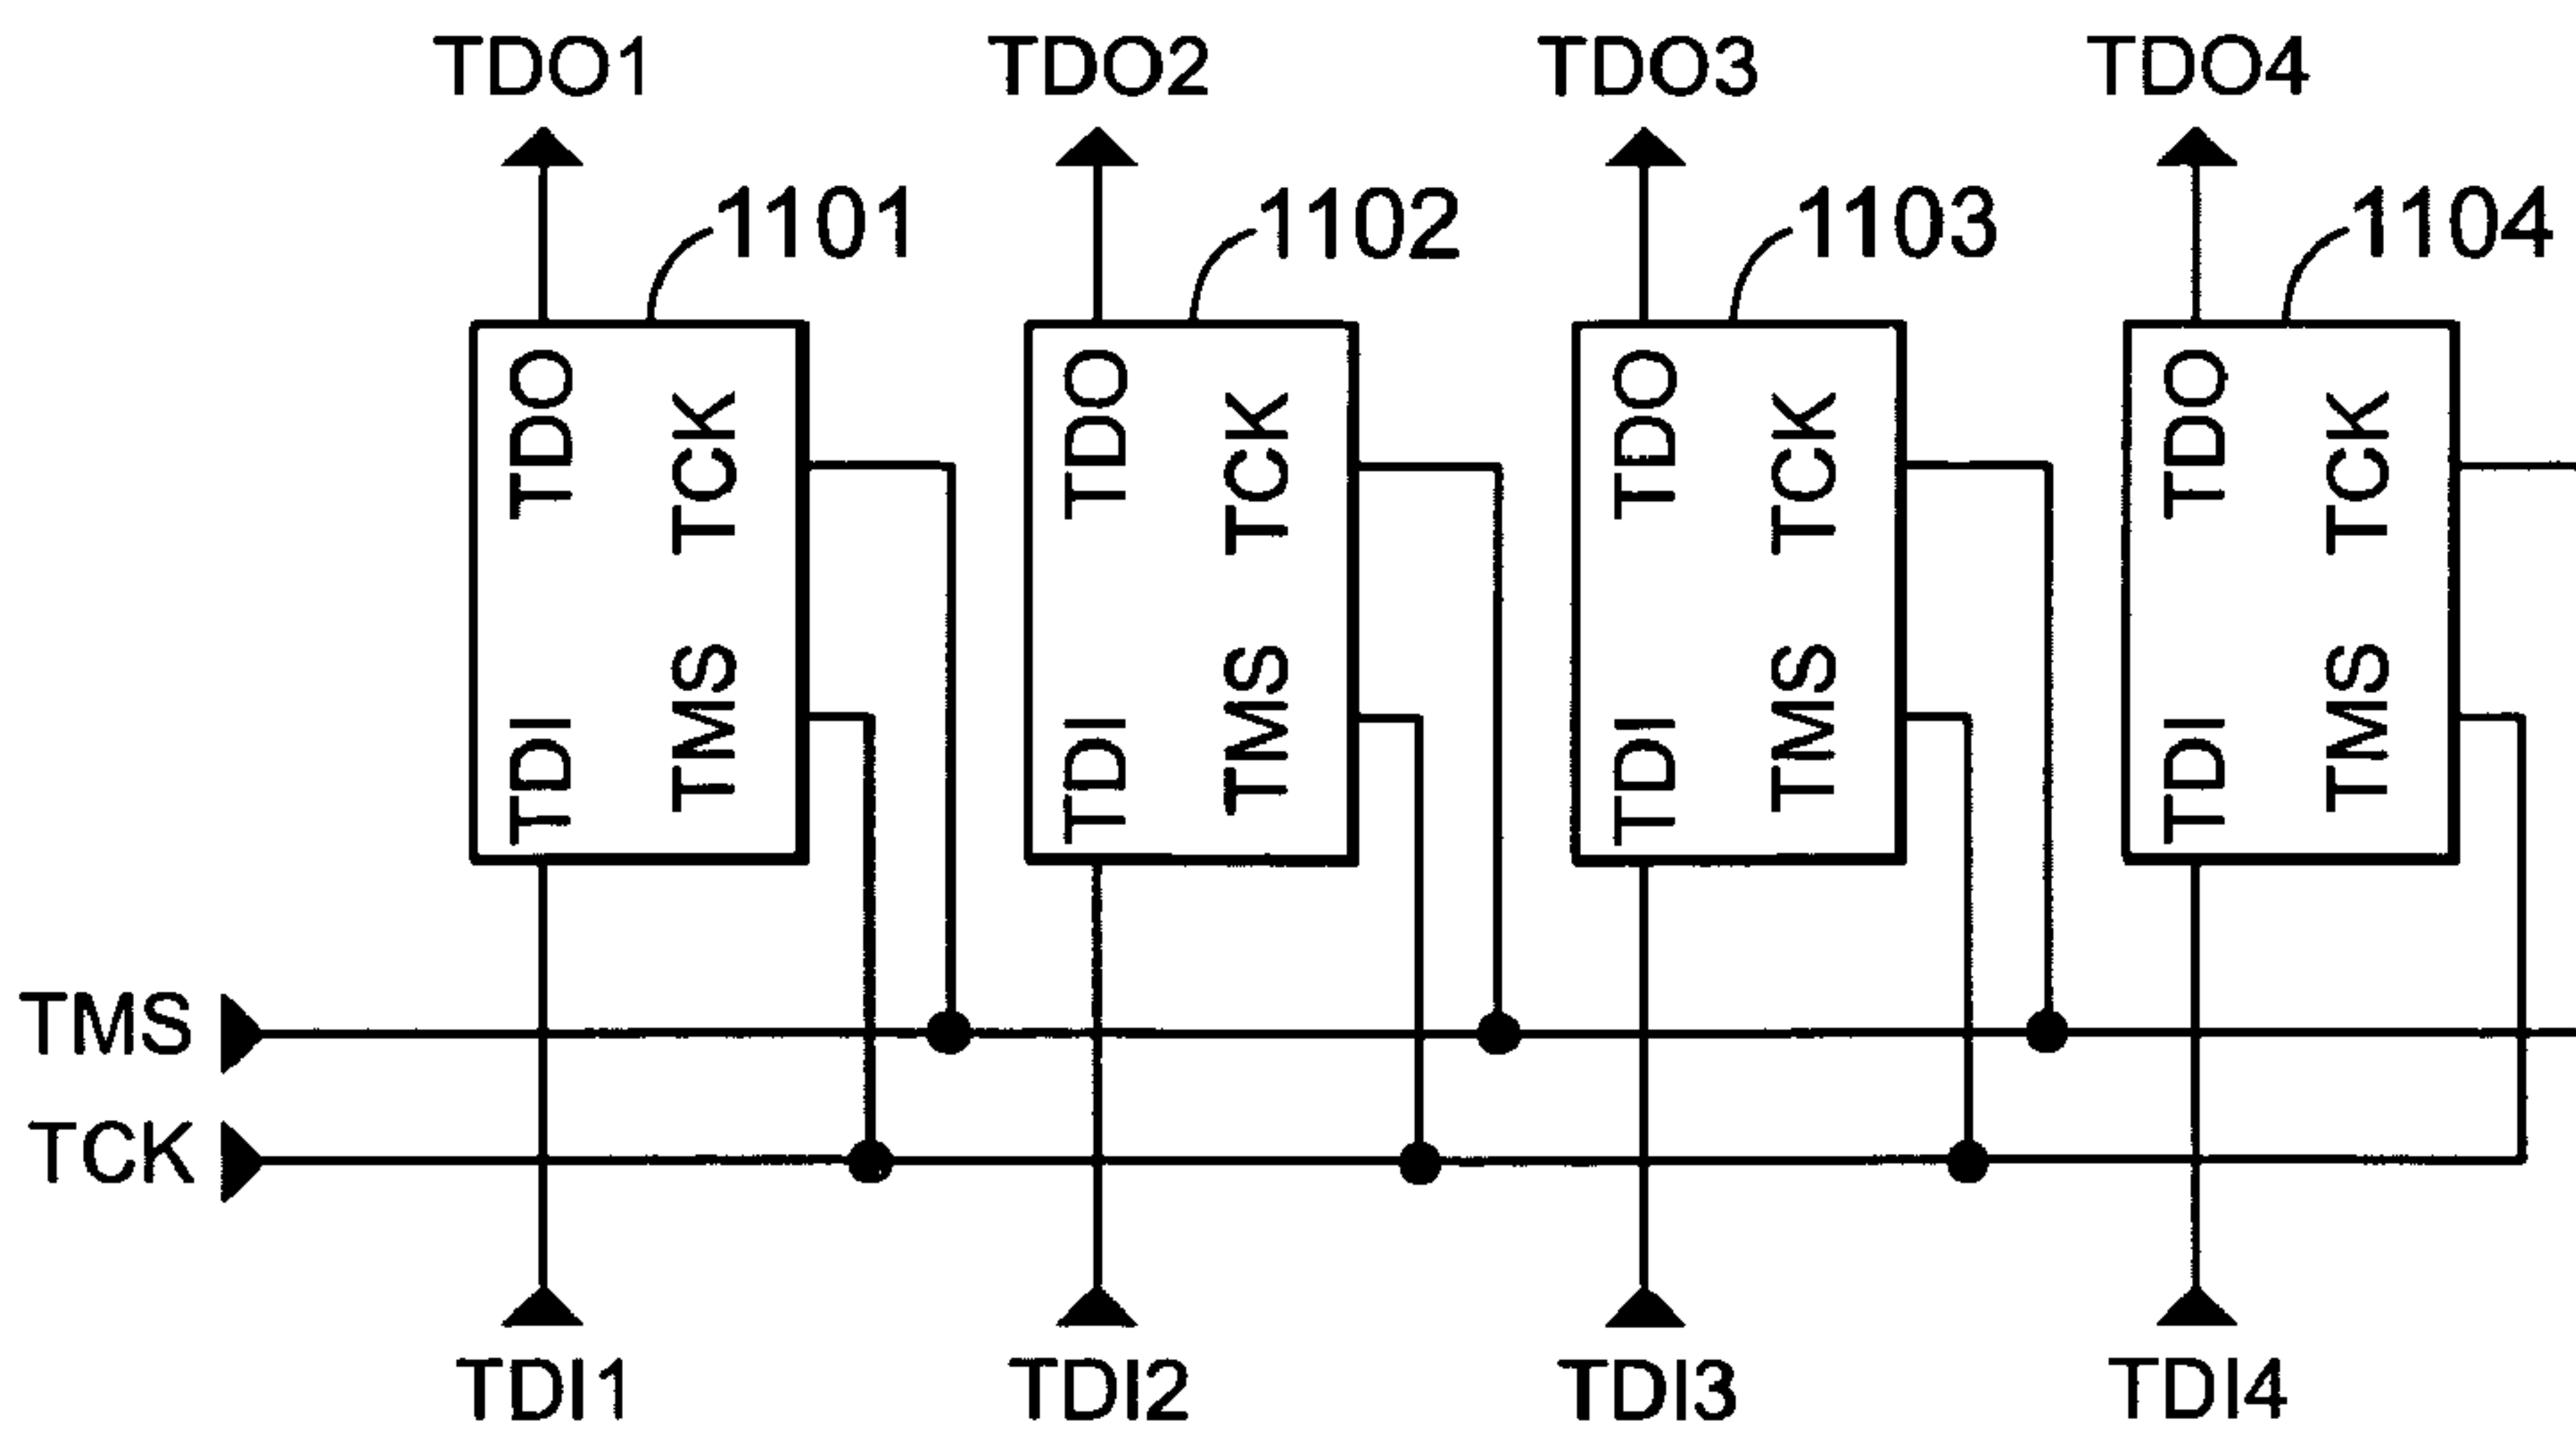 TDO1 TDO2 TDO3 TDO4
1101 1102 1103 1104
TDO TCK TDO TCK TDO TCK TDO TCK
TDI TMS TDI TMS TDI TMS TDI TMS
TMS
TCK
TDI1 TDI2 TDI3 TDI4